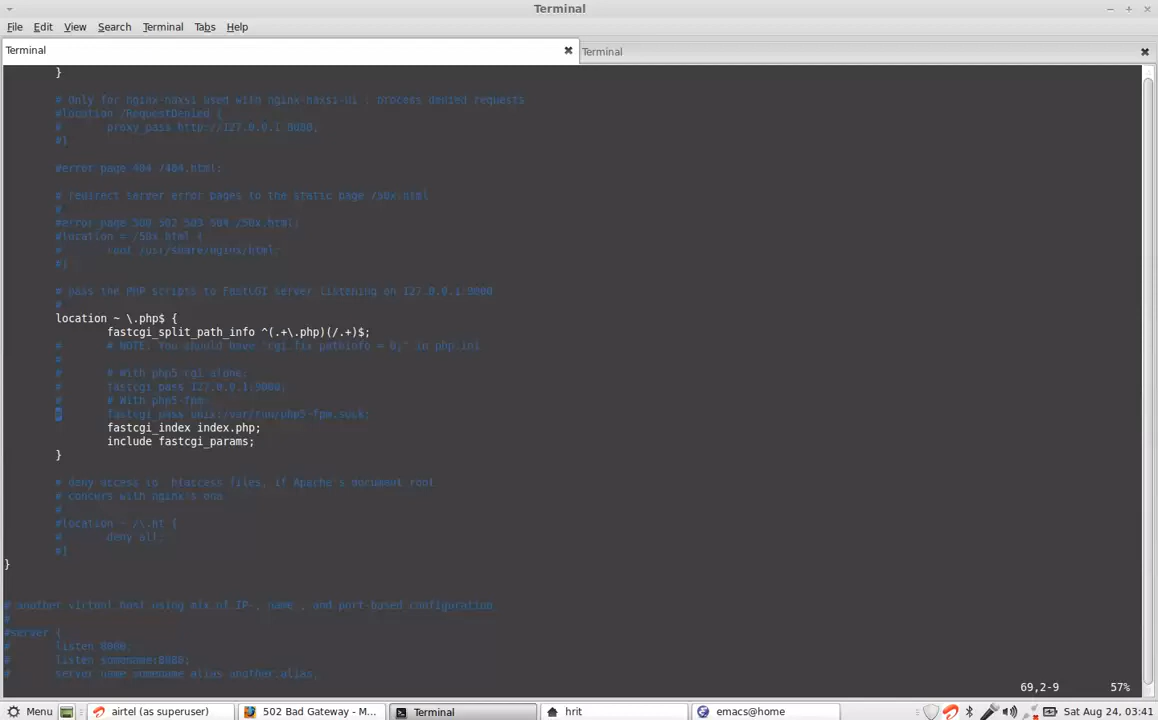 Terminal
File Edit View Search Terminal Tabs Help
Terminal
Terminal
}
# Only for nginx-naxsi used with nginx-naxsi-ui : process denied requests
#location /RequestDenied {
# proxy_pass http://127.0.0.1:8080;
#}
#error_page 404 /404.html;
# redirect server error pages to the static page /50x.html
#
#error_page 500 502 503 504 /50x.html;
#location = /50x.html {
# root /usr/share/nginx/html;
#}
# pass the PHP scripts to FastCGI server listening on 127.0.0.1:9000
#
location ~ \.php$ {
fastcgi_split_path_info ^(.+\.php)(/.+)$;
# # NOTE: You should have "cgi.fix_pathinfo = 0;" in php.ini
#
# # With php5-cgi alone:
# fastcgi_pass 127.0.0.1:9000;
# # With php5-fpm:
# fastcgi_pass unix:/var/run/php5-fpm.sock;
fastcgi_index index.php;
include fastcgi_params;
}
# deny access to .htaccess files, if Apache's document root
# concurs with nginx's one
#
#location ~ /\.ht {
# deny all;
#}
}
# another virtual host using mix of IP-, name-, and port-based configuration
#
#server {
# listen 8000;
# listen somename:8080;
# server_name somename alias another.alias;
69,2-9 57%
Menu airtel (as superuser) 502 Bad Gateway - M... Terminal hrit emacs@home Sat Aug 24, 03:41